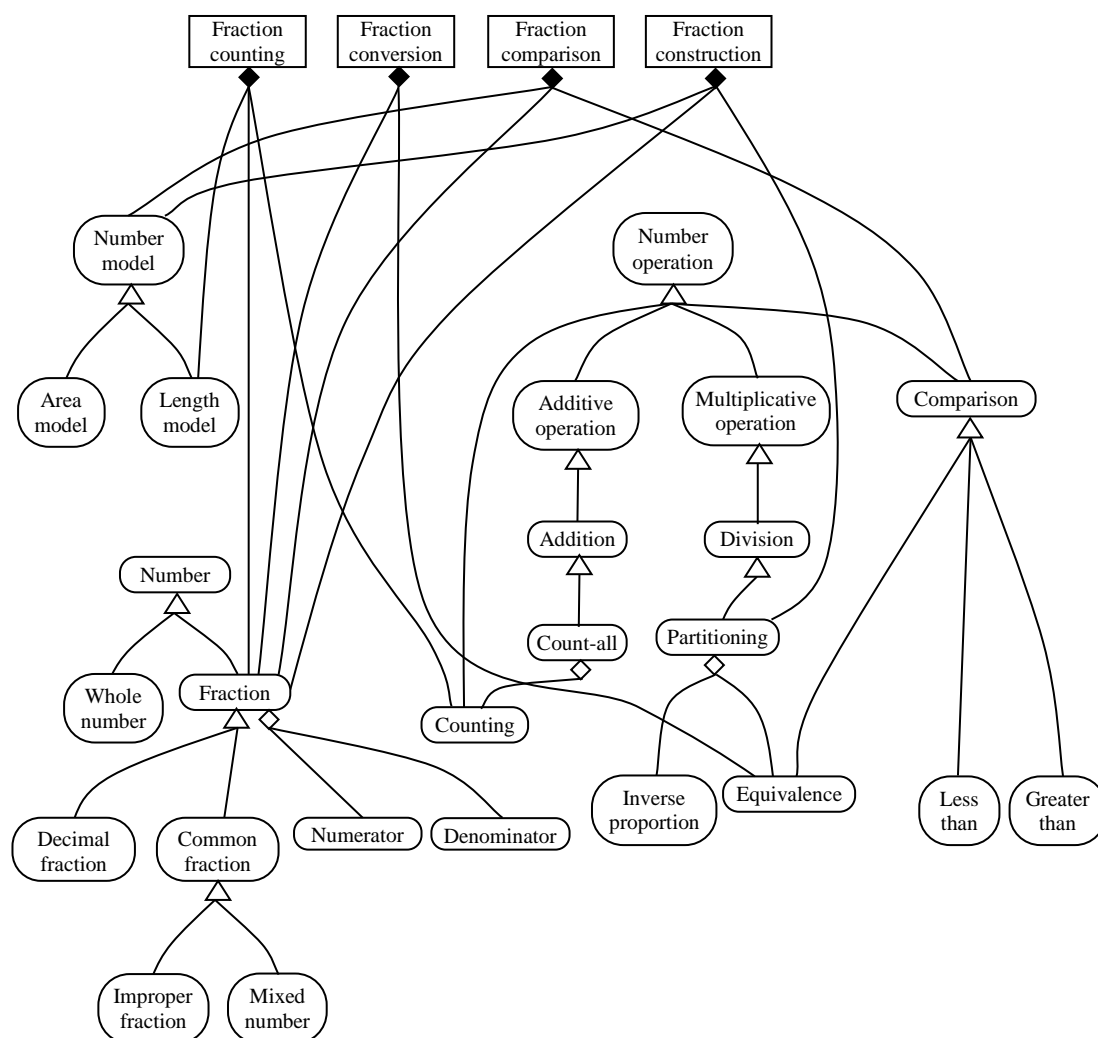 Fraction
counting
Fraction
conversion
Fraction
comparison
Fraction
construction
Number
model
Number
operation
Area
model
Length
model
Additive
operation
Multiplicative
operation
Comparison
Addition
Division
Number
Count-all
Partitioning
Whole
number
Fraction
Counting
Inverse
proportion
Equivalence
Less
than
Greater
than
Decimal
fraction
Common
fraction
Numerator
Denominator
Improper
fraction
Mixed
number